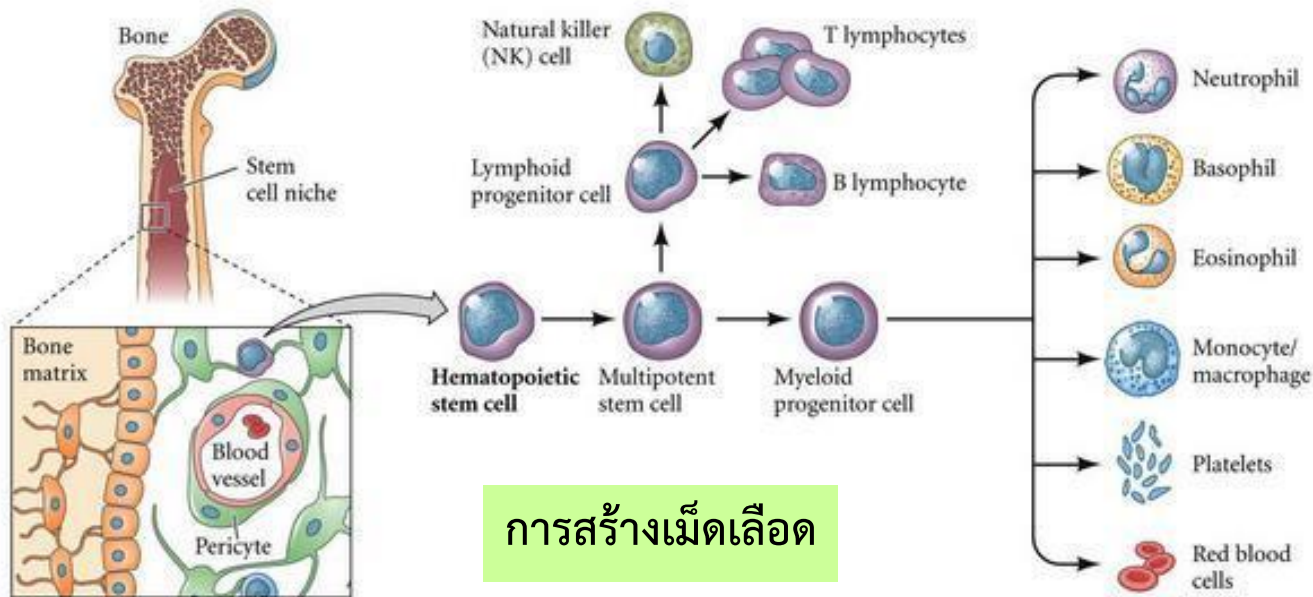 Bone
Stem
cell niche
Bone
matrix
Blood
vessel
Pericyte
Natural killer
(NK) cell
T lymphocytes
Lymphoid
progenitor cell
B lymphocyte
Hematopoietic
stem cell
Multipotent
stem cell
Myeloid
progenitor cell
Neutrophil
Basophil
Eosinophil
Monocyte/
macrophage
Platelets
Red blood
cells
การสร้างเม็ดเลือด